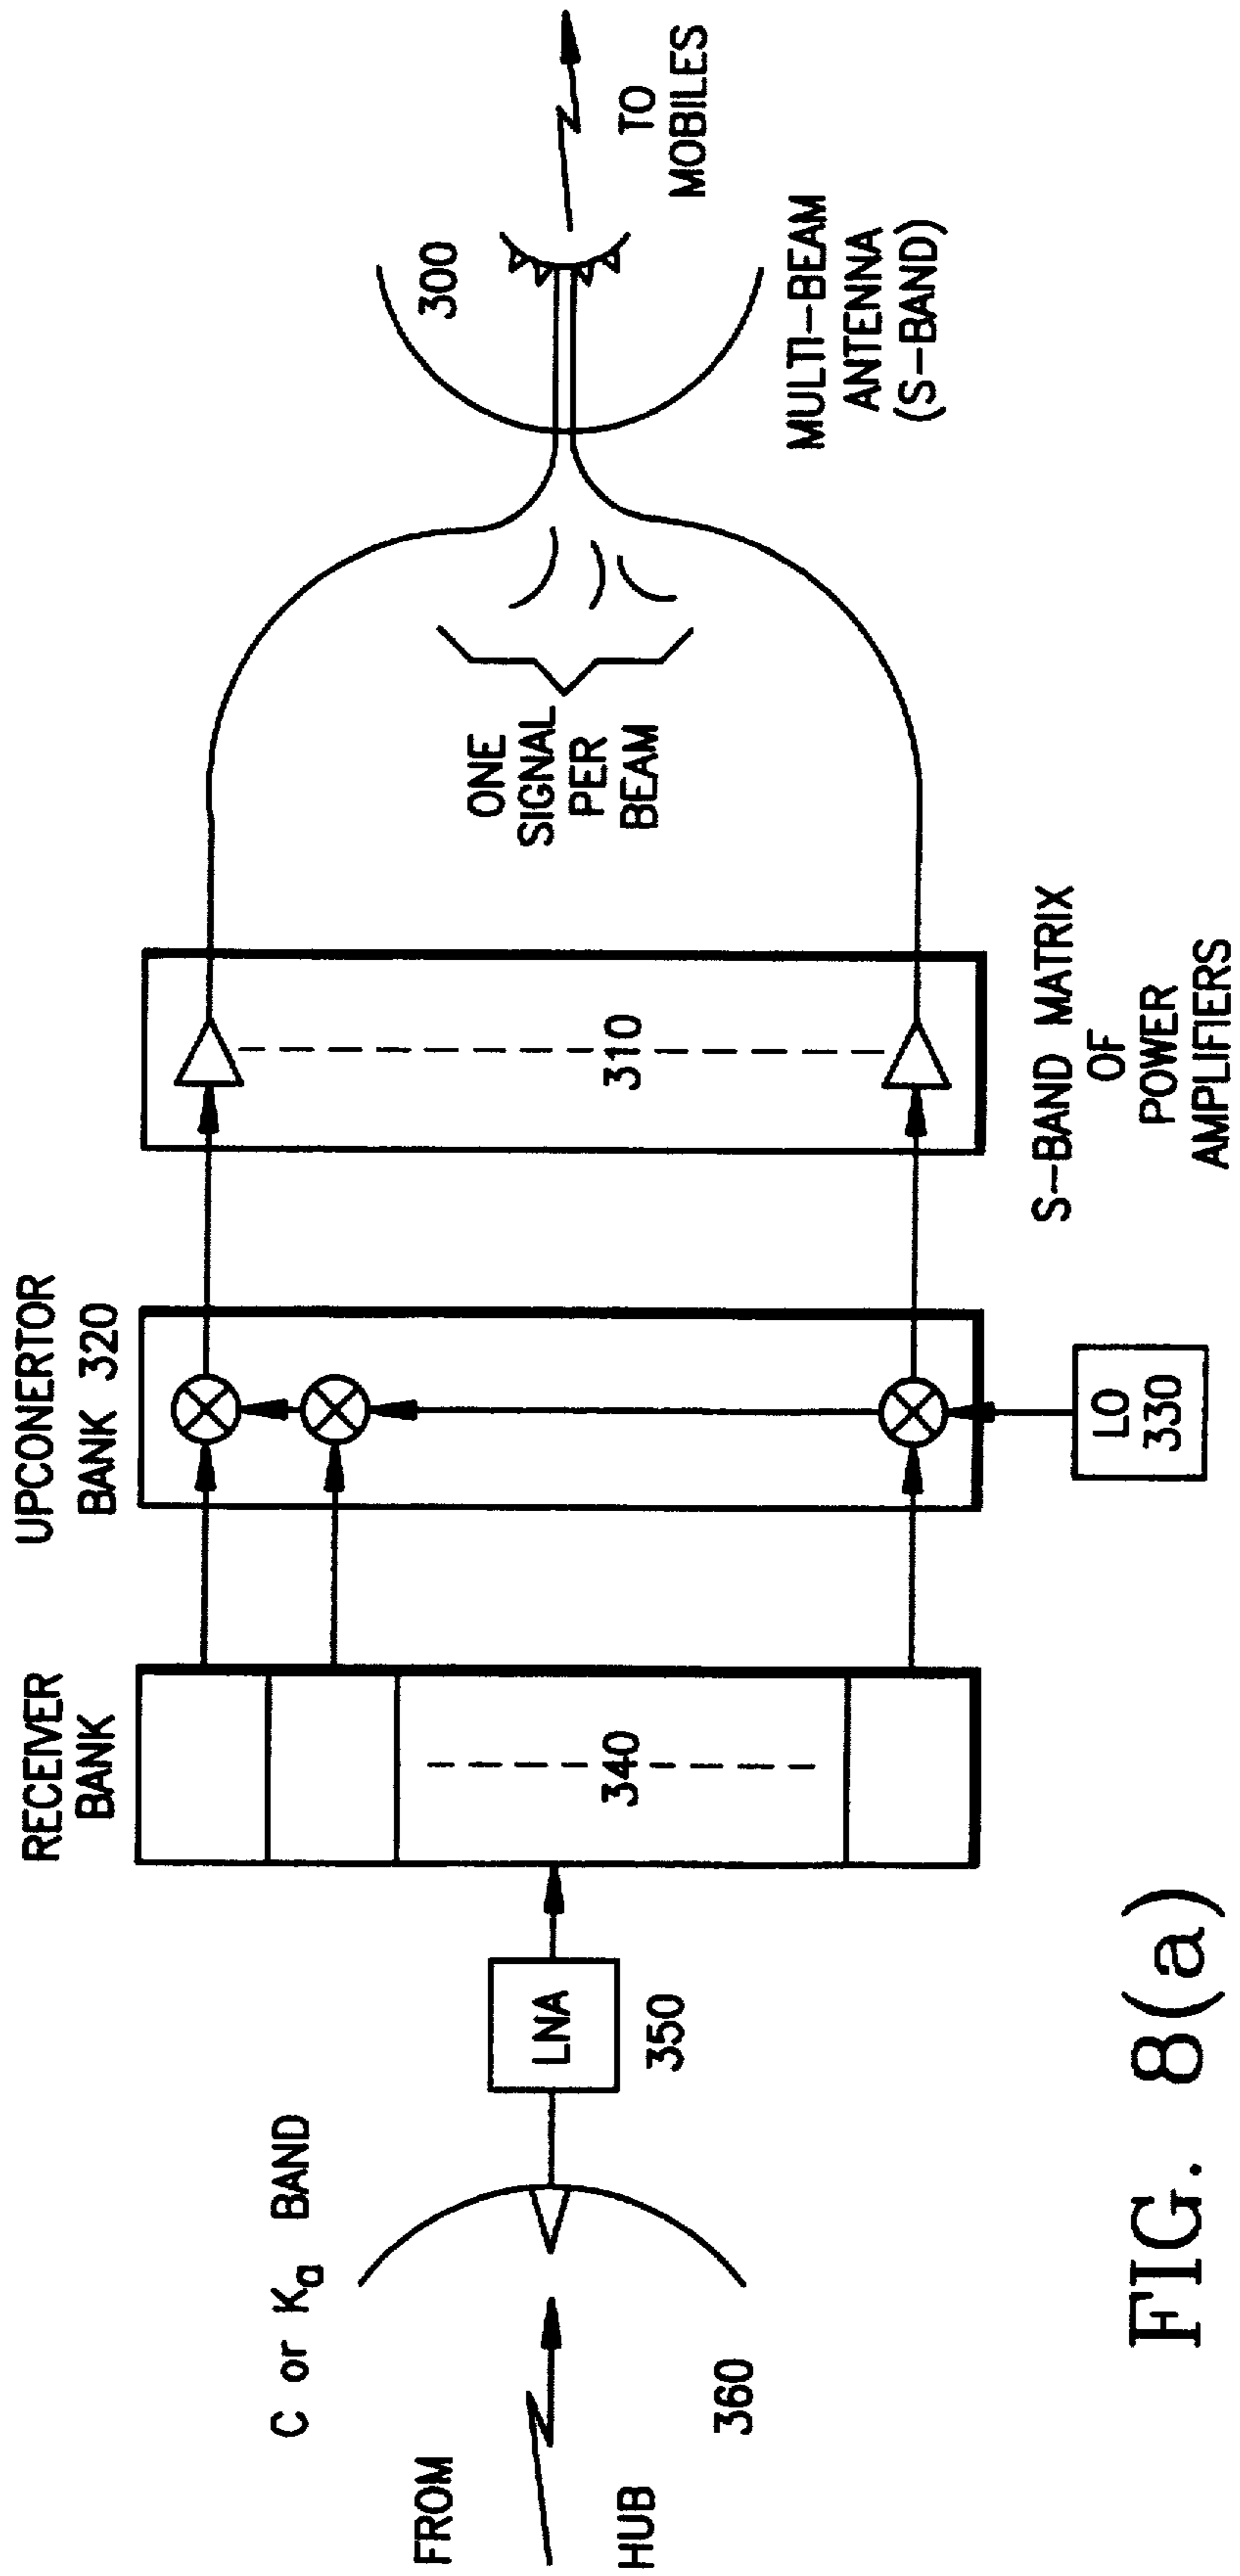 UPCONERTOR
BANK 320
RECEIVER
BANK
C or Ka BAND
FROM
HUB
360
LNA
350
340
LO
330
310
S-BAND MATRIX
OF
POWER
AMPLIFIERS
ONE
SIGNAL
PER
BEAM
300
MULTI-BEAM
ANTENNA
(S-BAND)
TO
MOBILES
FIG. 8(a)